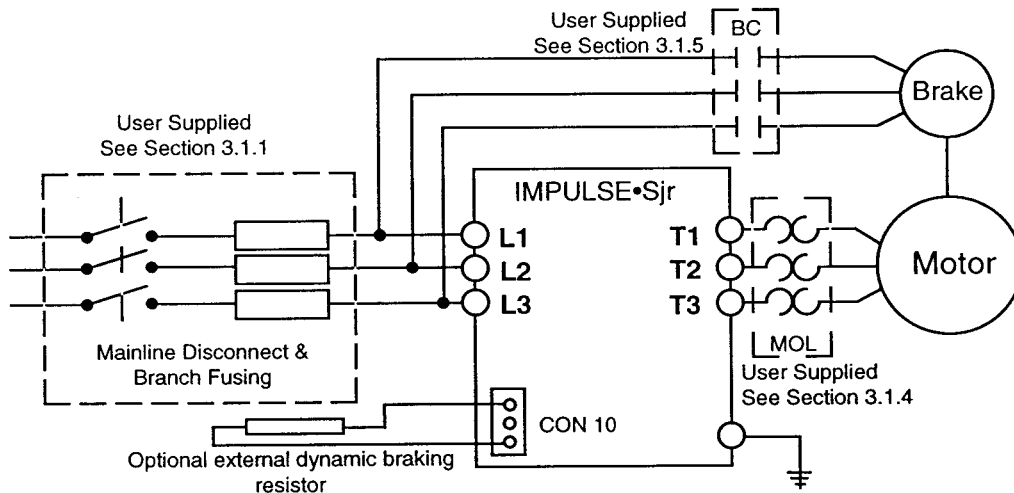 User Supplied
See Section 3.1.5
BC
Brake
User Supplied
See Section 3.1.1
IMPULSE•Sjr
L1
L2
L3
T1
T2
T3
Motor
Mainline Disconnect &
Branch Fusing
MOL
User Supplied
See Section 3.1.4
CON 10
Optional external dynamic braking
resistor